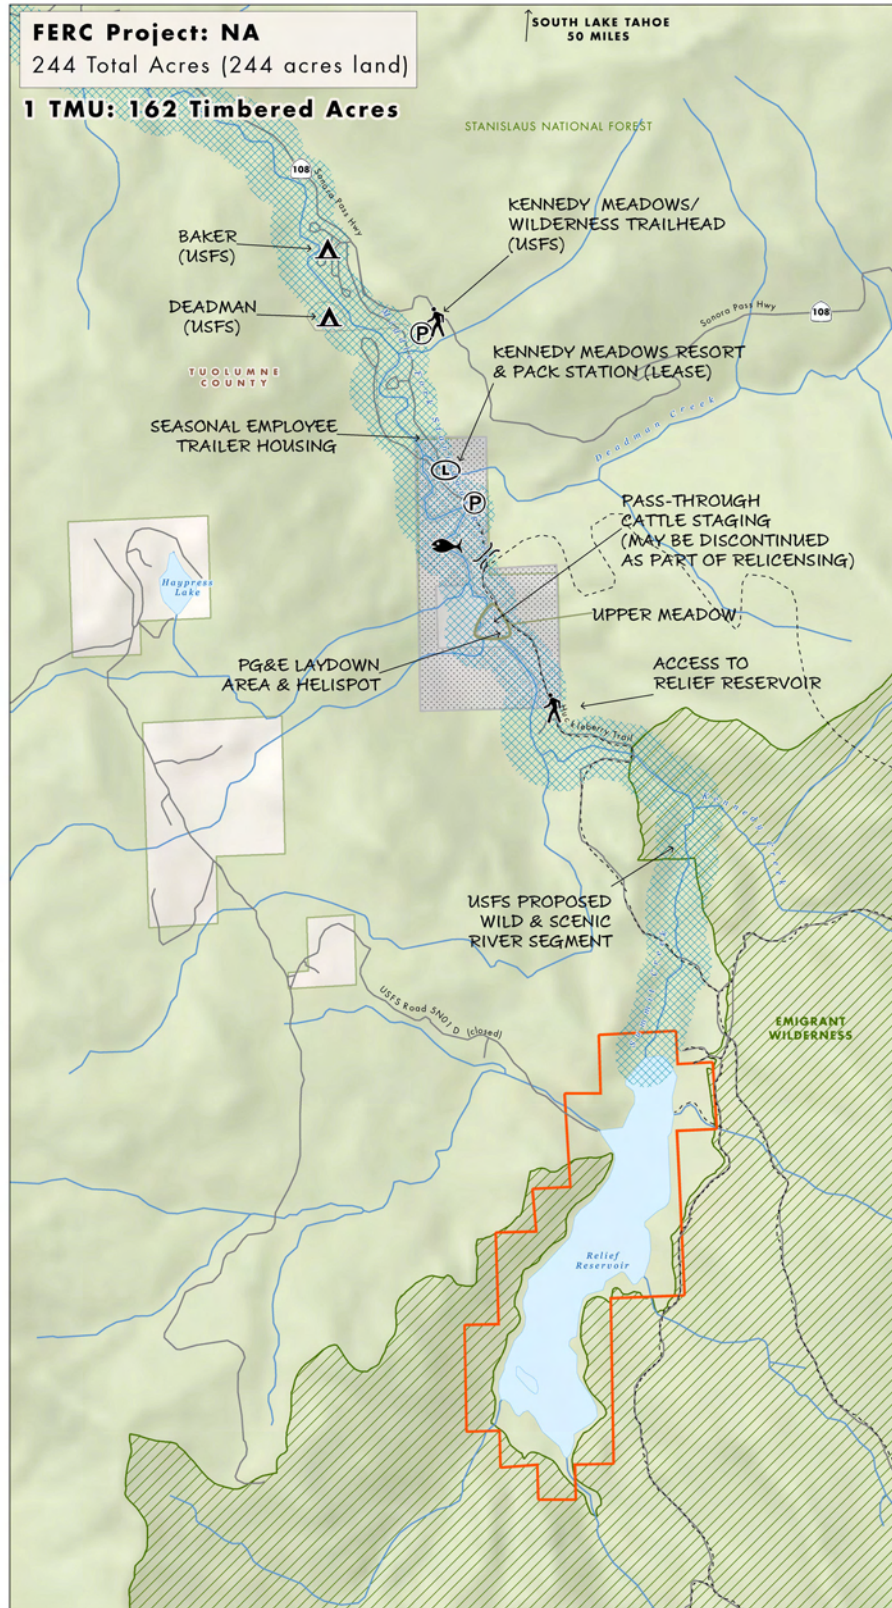 FERC Project: NA
244 Total Acres (244 acres land)
1 TMU: 162 Timbered Acres
SOUTH LAKE TAHOE
50 MILES
STANISLAUS NATIONAL FOREST
108
Sonora Pass Hwy
KENNEDY MEADOWS/
WILDERNESS TRAILHEAD
(USFS)
BAKER
(USFS)
DEADMAN
(USFS)
P
Sonora Pass Hwy
108
TUOLUMNE
COUNTY
KENNEDY MEADOWS RESORT
& PACK STATION (LEASE)
Deadman Creek
SEASONAL EMPLOYEE
TRAILER HOUSING
L
P
PASS-THROUGH
CATTLE STAGING
(MAY BE DISCONTINUED
AS PART OF RELICENSING)
Haypress
Lake
UPPER MEADOW
PG&E LAYDOWN
AREA & HELISPOT
ACCESS TO
RELIEF RESERVOIR
Huckleberry Trail
Kennedy Creek
USFS PROPOSED
WILD & SCENIC
RIVER SEGMENT
USFS Road 5N01 D (closed)
EMIGRANT
WILDERNESS
Relief
Reservoir